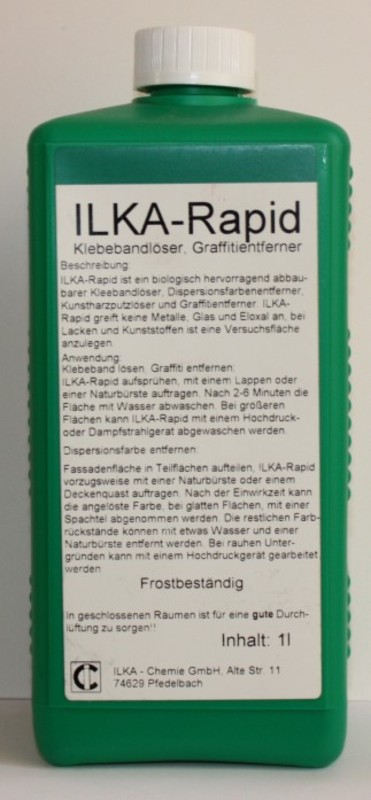 ILKA-Rapid
Klebebandlöser, Graffitientferner
Beschreibung:
ILKA-Rapid ist ein biologisch hervorragend abbau-
barer Kleebandlöser, Dispersionsfarbenentferner,
Kunstharzputzlöser und Graffitientferner. ILKA-
Rapid greift keine Metalle, Glas und Eloxal an, bei
Lacken und Kunststoffen ist eine Versuchsfläche
anzulegen.
Anwendung:
Klebeband lösen, Graffiti entfernen:
ILKA-Rapid aufsprühen, mit einem Lappen oder
einer Naturbürste auftragen. Nach 2-6 Minuten die
Fläche mit Wasser abwaschen. Bei größeren
Flächen kann ILKA-Rapid mit einem Hochdruck-
oder Dampfstrahlgerät abgewaschen werden.
Dispersionsfarbe entfernen:
Fassadenfläche in Teilflächen aufteilen, ILKA-Rapid
vorzugsweise mit einer Naturbürste oder einem
Deckenquast auftragen. Nach der Einwirkzeit kann
die angelöste Farbe, bei glatten Flächen, mit einer
Spachtel abgenommen werden. Die restlichen Farb-
rückstände können mit etwas Wasser und einer
Naturbürste entfernt werden. Bei rauhen Unter-
gründen kann mit einem Hochdruckgerät gearbeitet
werden
Frostbeständig
In geschlossenen Räumen ist für eine gute Durch-
lüftung zu sorgen!!
Inhalt: 1l
C
ILKA - Chemie GmbH, Alte Str. 11
74629 Pfedelbach